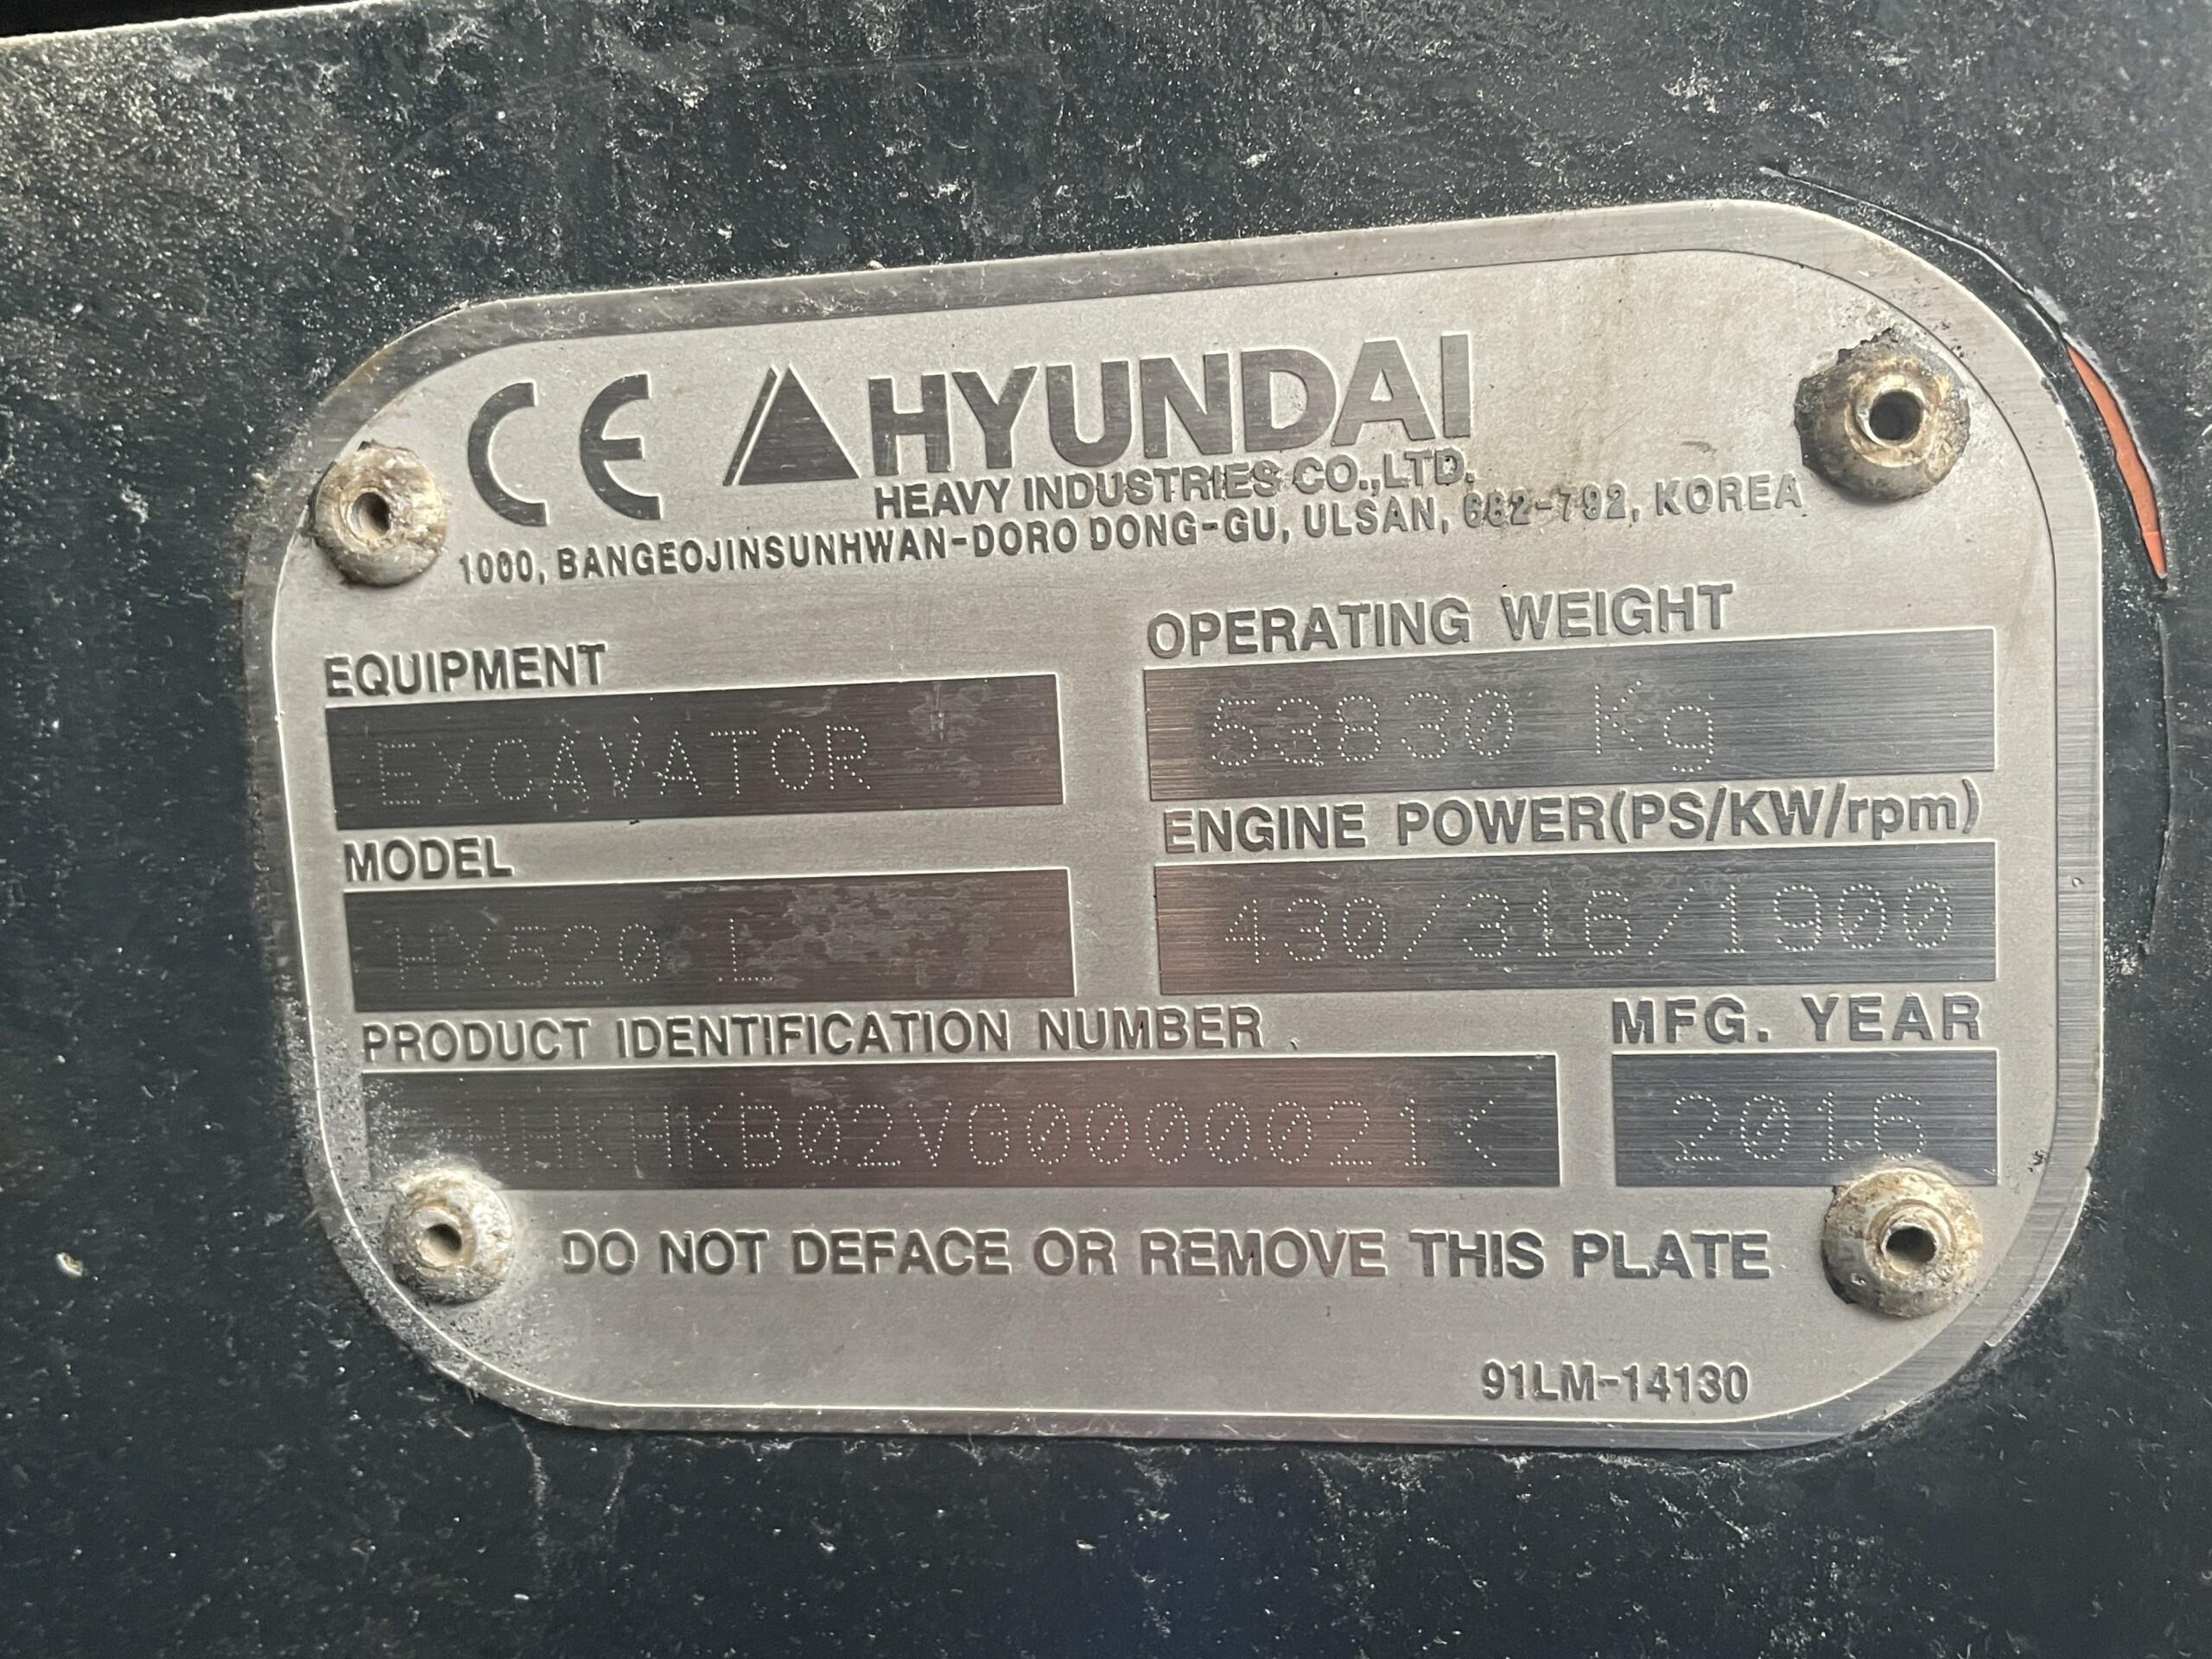 CE HYUNDAI
HEAVY INDUSTRIES CO.,LTD.
1000, BANGEOJINSUNHWAN-DORO DONG-GU, ULSAN, 682-792, KOREA
EQUIPMENT
EXCAVATOR
OPERATING WEIGHT
53830 Kg
MODEL
HX520 L
ENGINE POWER(PS/KW/rpm)
430/316/1900
PRODUCT IDENTIFICATION NUMBER
MFG. YEAR
2016
DO NOT DEFACE OR REMOVE THIS PLATE
91LM-14130